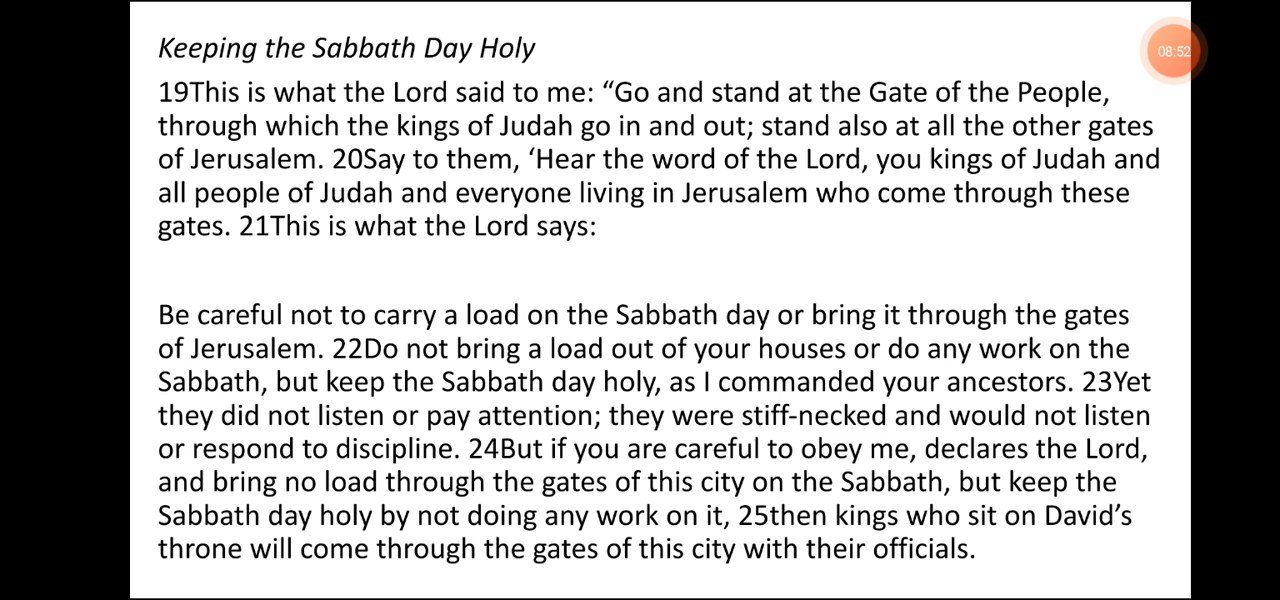 Keeping the Sabbath Day Holy
08:52
19This is what the Lord said to me: “Go and stand at the Gate of the People,
through which the kings of Judah go in and out; stand also at all the other gates
of Jerusalem. 20Say to them, ‘Hear the word of the Lord, you kings of Judah and
all people of Judah and everyone living in Jerusalem who come through these
gates. 21This is what the Lord says:
Be careful not to carry a load on the Sabbath day or bring it through the gates
of Jerusalem. 22Do not bring a load out of your houses or do any work on the
Sabbath, but keep the Sabbath day holy, as I commanded your ancestors. 23Yet
they did not listen or pay attention; they were stiff-necked and would not listen
or respond to discipline. 24But if you are careful to obey me, declares the Lord,
and bring no load through the gates of this city on the Sabbath, but keep the
Sabbath day holy by not doing any work on it, 25then kings who sit on David’s
throne will come through the gates of this city with their officials.